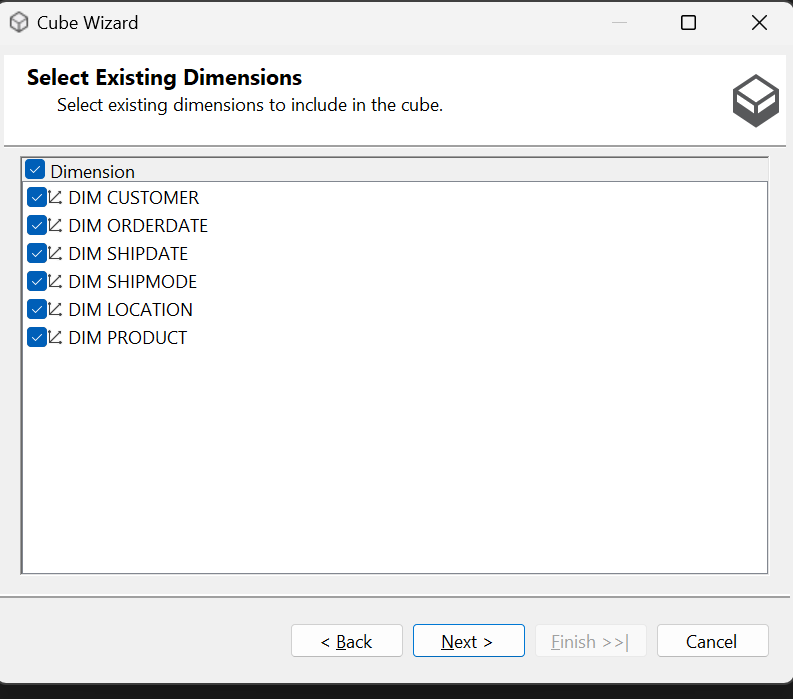 Cube Wizard
Select Existing Dimensions
Select existing dimensions to include in the cube.
Dimension
DIM CUSTOMER
DIM ORDERDATE
DIM SHIPDATE
DIM SHIPMODE
DIM LOCATION
DIM PRODUCT
< Back Next > Finish >>| Cancel